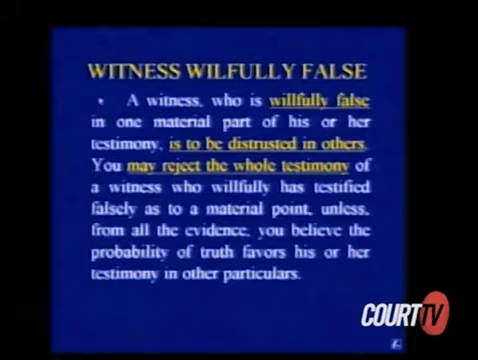 WITNESS WILFULLY FALSE
• A witness, who is willfully false
in one material part of his or her
testimony, is to be distrusted in others.
You may reject the whole testimony of
a witness who willfully has testified
falsely as to a material point, unless,
from all the evidence, you believe the
probability of truth favors his or her
testimony in other particulars.
COURT TV